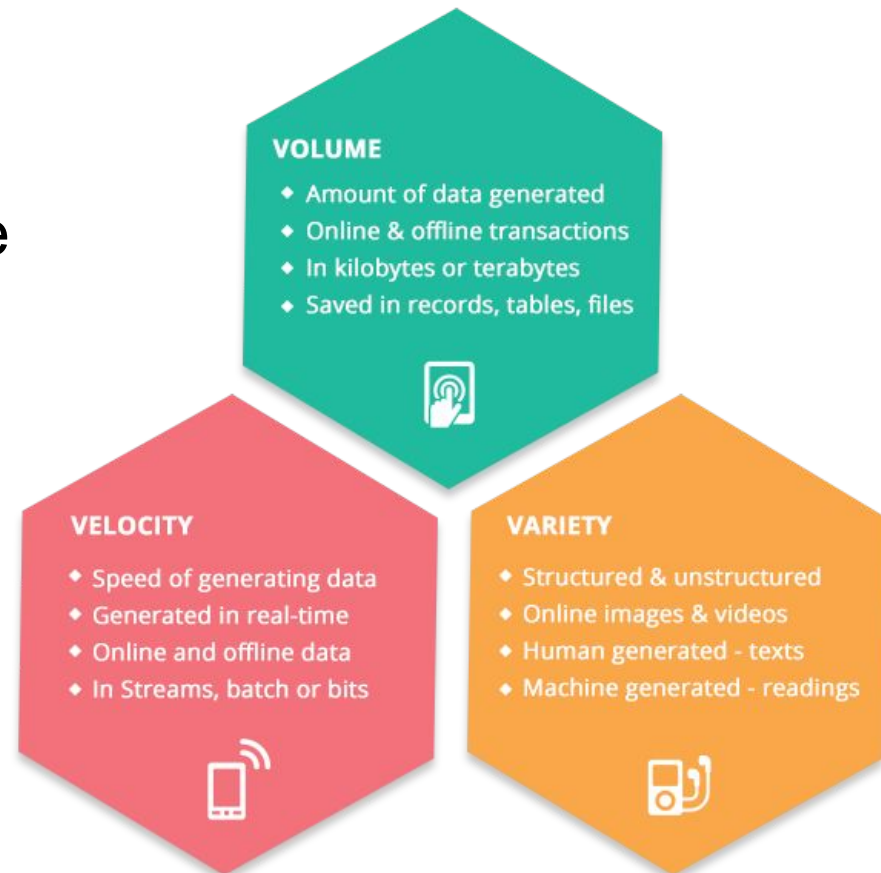 VOLUME
◆ Amount of data generated
◆ Online & offline transactions
◆ In kilobytes or terabytes
◆ Saved in records, tables, files
e
VELOCITY
◆ Speed of generating data
◆ Generated in real-time
◆ Online and offline data
◆ In Streams, batch or bits
VARIETY
◆ Structured & unstructured
◆ Online images & videos
◆ Human generated - texts
◆ Machine generated - readings